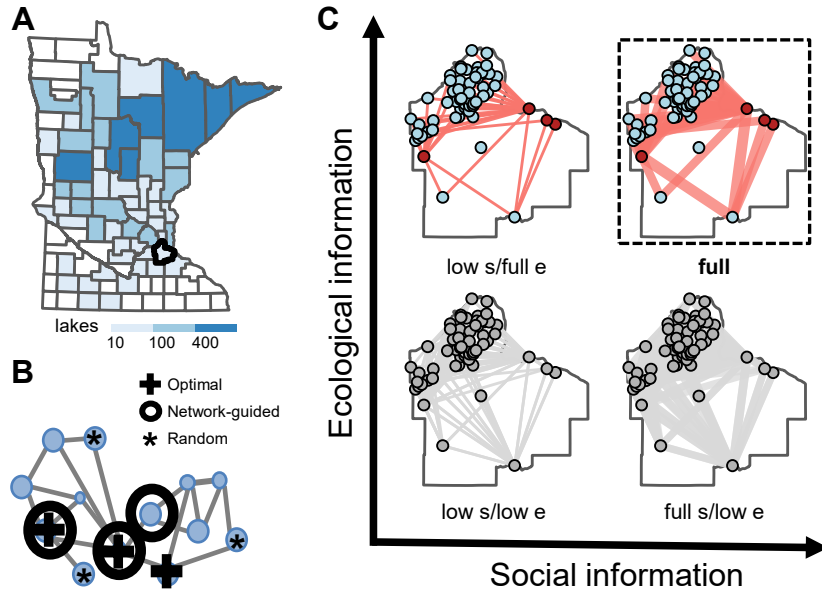 A
lakes
10 100 400
B
Optimal
Network-guided
* Random
C
Ecological information
low s/full e
full
low s/low e
full s/low e
Social information